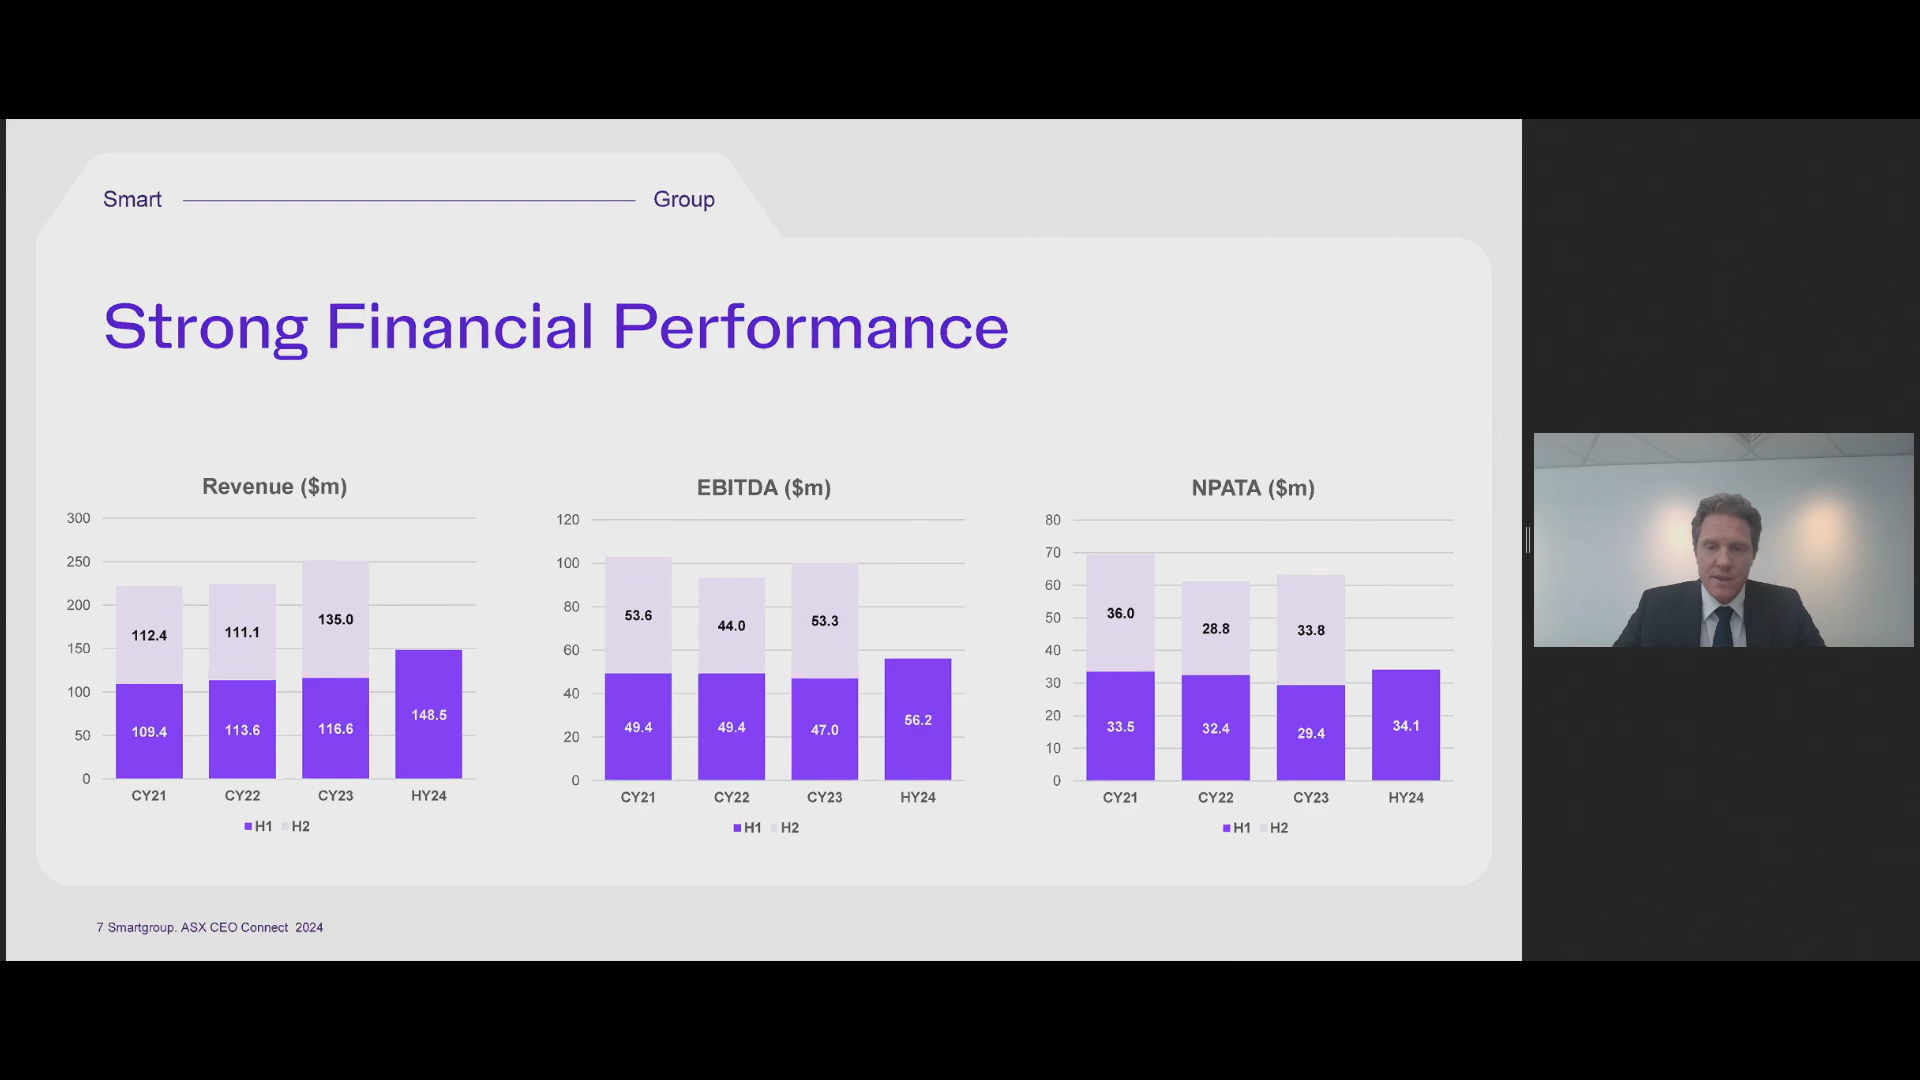 Smart Group
Strong Financial Performance
Revenue ($m)
300
250
200
150
100
50
0
112.4 111.1 135.0
109.4 113.6 116.6 148.5
CY21 CY22 CY23 HY24
H1 H2
EBITDA ($m)
120
100
80
60
40
20
0
53.6 44.0 53.3
49.4 49.4 47.0 56.2
CY21 CY22 CY23 HY24
H1 H2
NPATA ($m)
80
70
60
50
40
30
20
10
0
36.0 28.8 33.8
33.5 32.4 29.4 34.1
CY21 CY22 CY23 HY24
H1 H2
7 Smartgroup. ASX CEO Connect 2024